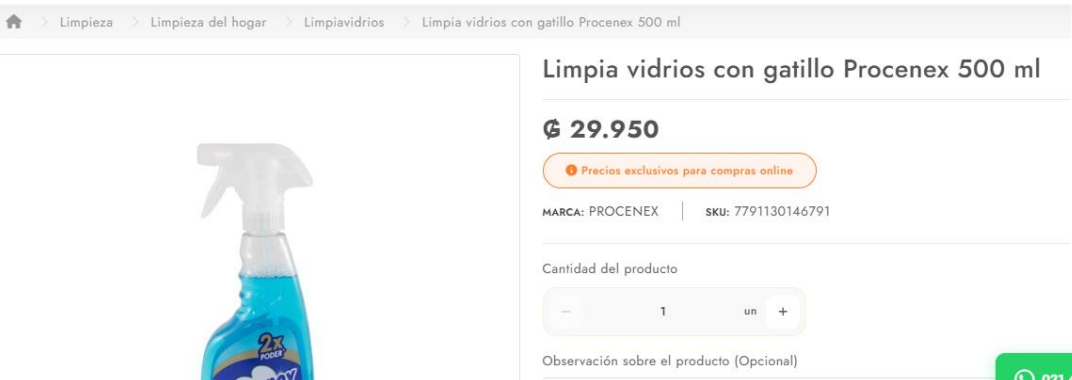 Limpieza Limpieza del hogar Limpiavidrios Limpia vidrios con gatillo Procenex 500 ml
Limpia vidrios con gatillo Procenex 500 ml
₲ 29.950
Precios exclusivos para compras online
MARCA: PROCENEX SKU: 7791130146791
Cantidad del producto
− 1 un +
Observación sobre el producto (Opcional)
2x
PODER
021